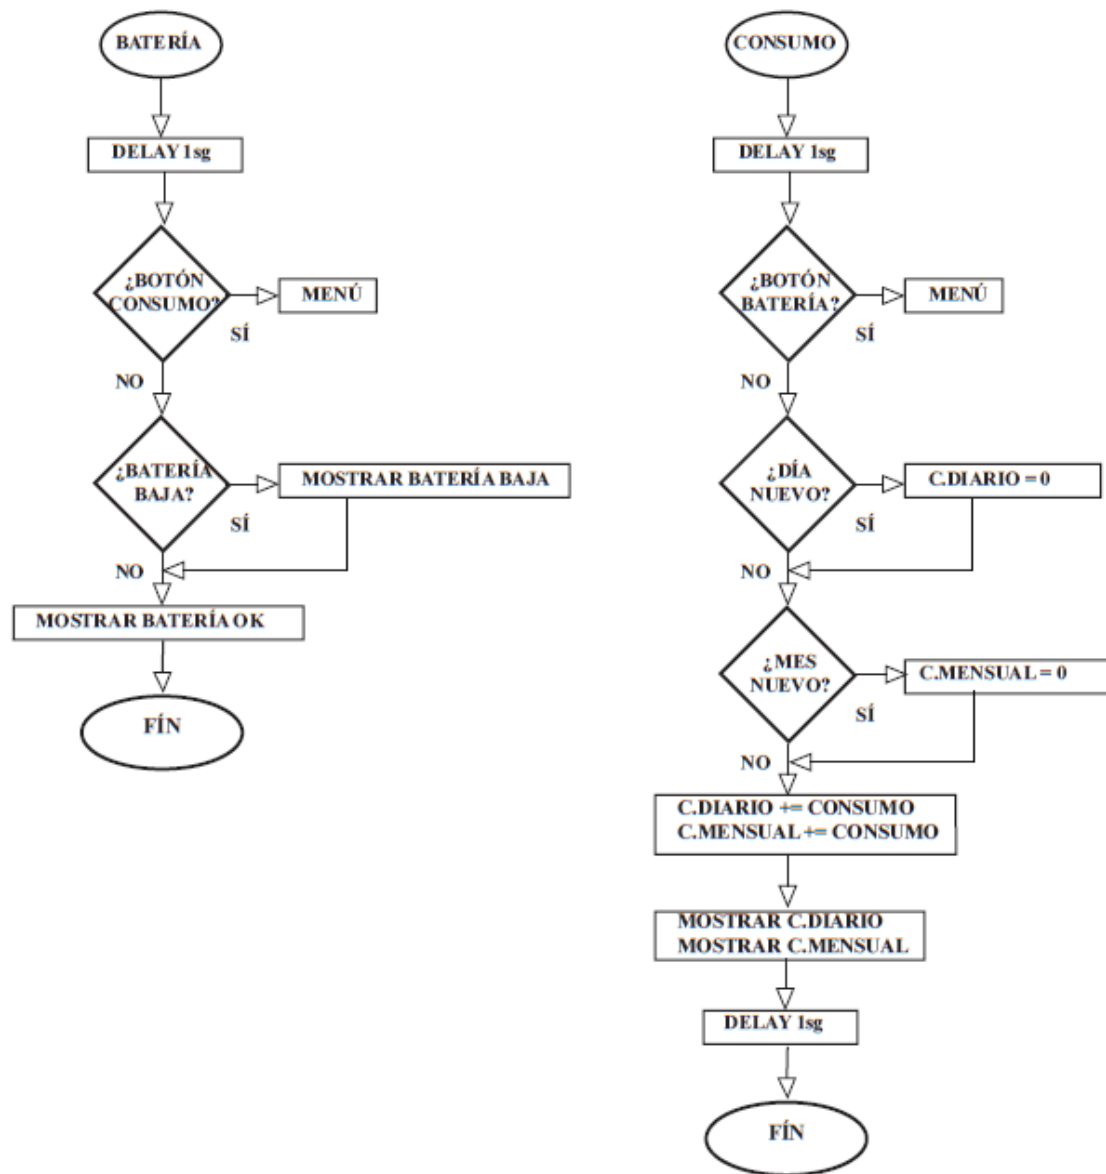 BATERÍA
DELAY 1sg
¿BOTÓN
CONSUMO?
MENÚ
SÍ
NO
¿BATERÍA
BAJA?
MOSTRAR BATERÍA BAJA
SÍ
NO
MOSTRAR BATERÍA OK
FÍN
CONSUMO
DELAY 1sg
¿BOTÓN
BATERÍA?
MENÚ
SÍ
NO
¿DÍA
NUEVO?
C.DIARIO = 0
SÍ
NO
¿MES
NUEVO?
C.MENSUAL = 0
SÍ
NO
C.DIARIO += CONSUMO
C.MENSUAL += CONSUMO
MOSTRAR C.DIARIO
MOSTRAR C.MENSUAL
DELAY 1sg
FÍN